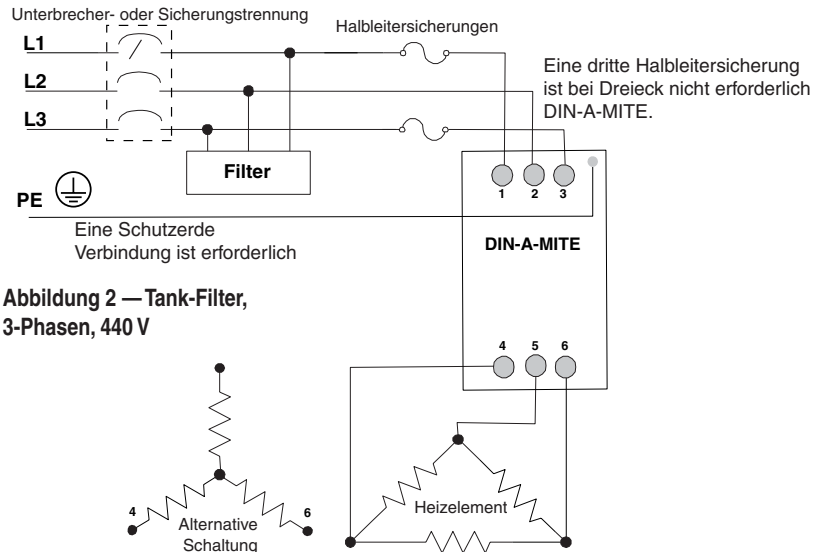 Unterbrecher- oder Sicherungstrennung
Halbleitersicherungen
L1
L2
L3
Eine dritte Halbleitersicherung
ist bei Dreieck nicht erforderlich
DIN-A-MITE.
Filter
1 2 3
PE
Eine Schutzerde
Verbindung ist erforderlich
DIN-A-MITE
Abbildung 2 — Tank-Filter,
3-Phasen, 440 V
4 5 6
4
6
Alternative
Schaltung
Heizelement